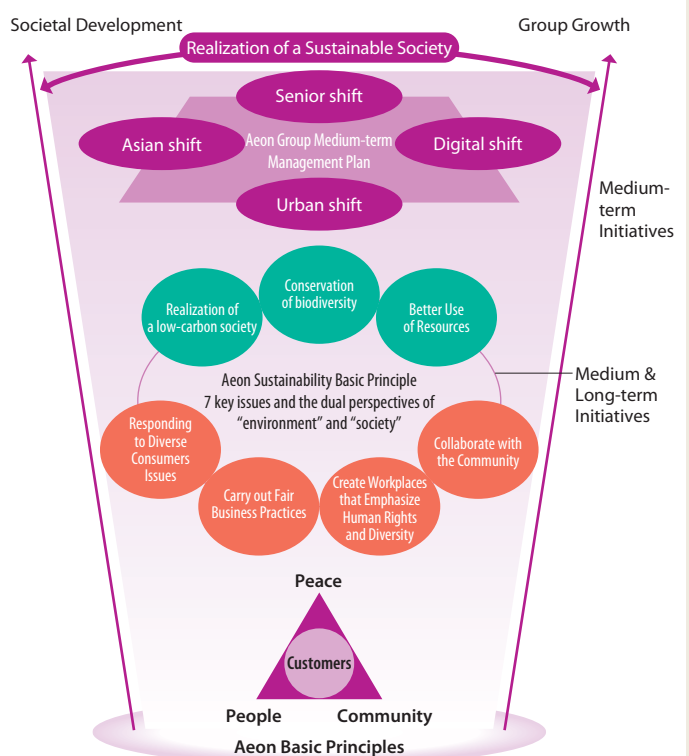 Societal Development
Group Growth
Realization of a Sustainable Society
Senior shift
Asian shift
Aeon Group Medium-term
Management Plan
Digital shift
Urban shift
Medium-
term
Initiatives
Conservation
of biodiversity
Realization of
a low-carbon society
Better Use
of Resources
Aeon Sustainability Basic Principle
7 key issues and the dual perspectives of
“environment” and “society”
Medium &
Long-term
Initiatives
Responding
to Diverse
Consumers
Issues
Collaborate with
the Community
Carry out Fair
Business Practices
Create Workplaces
that Emphasize
Human Rights
and Diversity
Peace
Customers
People
Community
Aeon Basic Principles